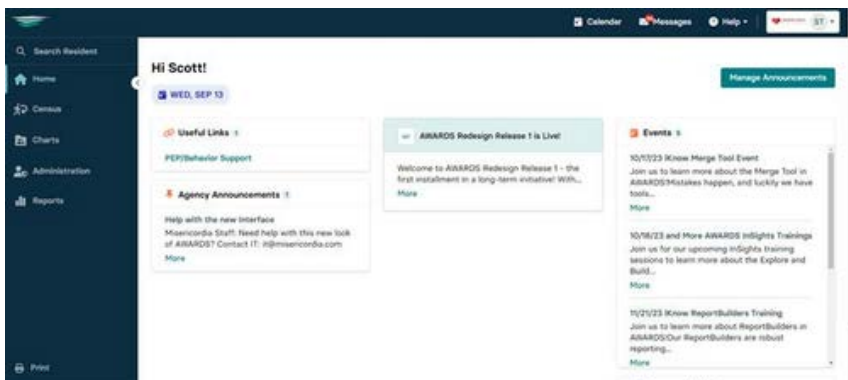 Calendar
Messages
Help
ST
Search Resident
Home
Census
Charts
Administration
Reports
Print
Hi Scott!
WED, SEP 13
Manage Announcements
Useful Links 1
PEP/Behavior Support
Agency Announcements 1
Help with the new Interface
Misericordia Staff: Need help with this new look
of AWARDS? Contact IT: it@misericordia.com
More
AWARDS Redesign Release 1 is Live!
Welcome to AWARDS Redesign Release 1 - the
first installment in a long-term initiative! With...
More
Events 5
10/17/23 iKnow Merge Tool Event
Join us to learn more about the Merge Tool in
AWARDS!Mistakes happen, and luckily we have
tools...
More
10/18/23 and More AWARDS InSights Trainings
Join us for our upcoming InSights training
sessions to learn more about the Explore and
Build...
More
11/21/23 iKnow ReportBuilders Training
Join us to learn more about ReportBuilders in
AWARDS!Our ReportBuilders are robust
reporting...
More